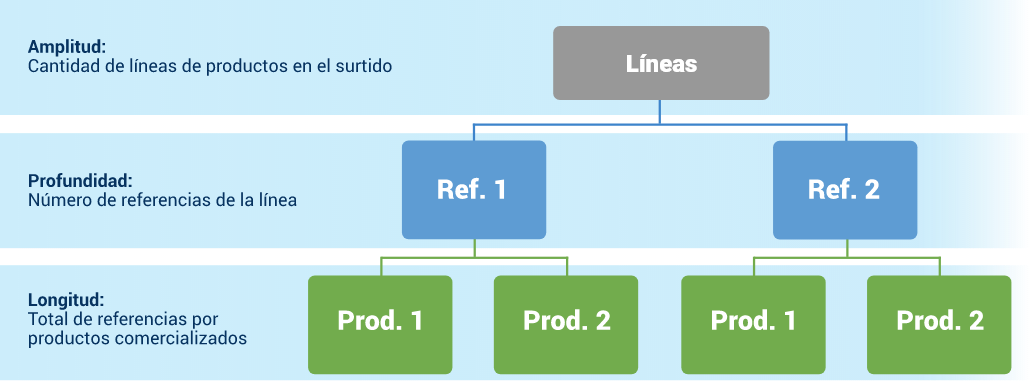 Amplitud:
Cantidad de líneas de productos en el surtido
Líneas
Profundidad:
Número de referencias de la línea
Ref. 1
Ref. 2
Longitud:
Total de referencias por
productos comercializados
Prod. 1
Prod. 2
Prod. 1
Prod. 2